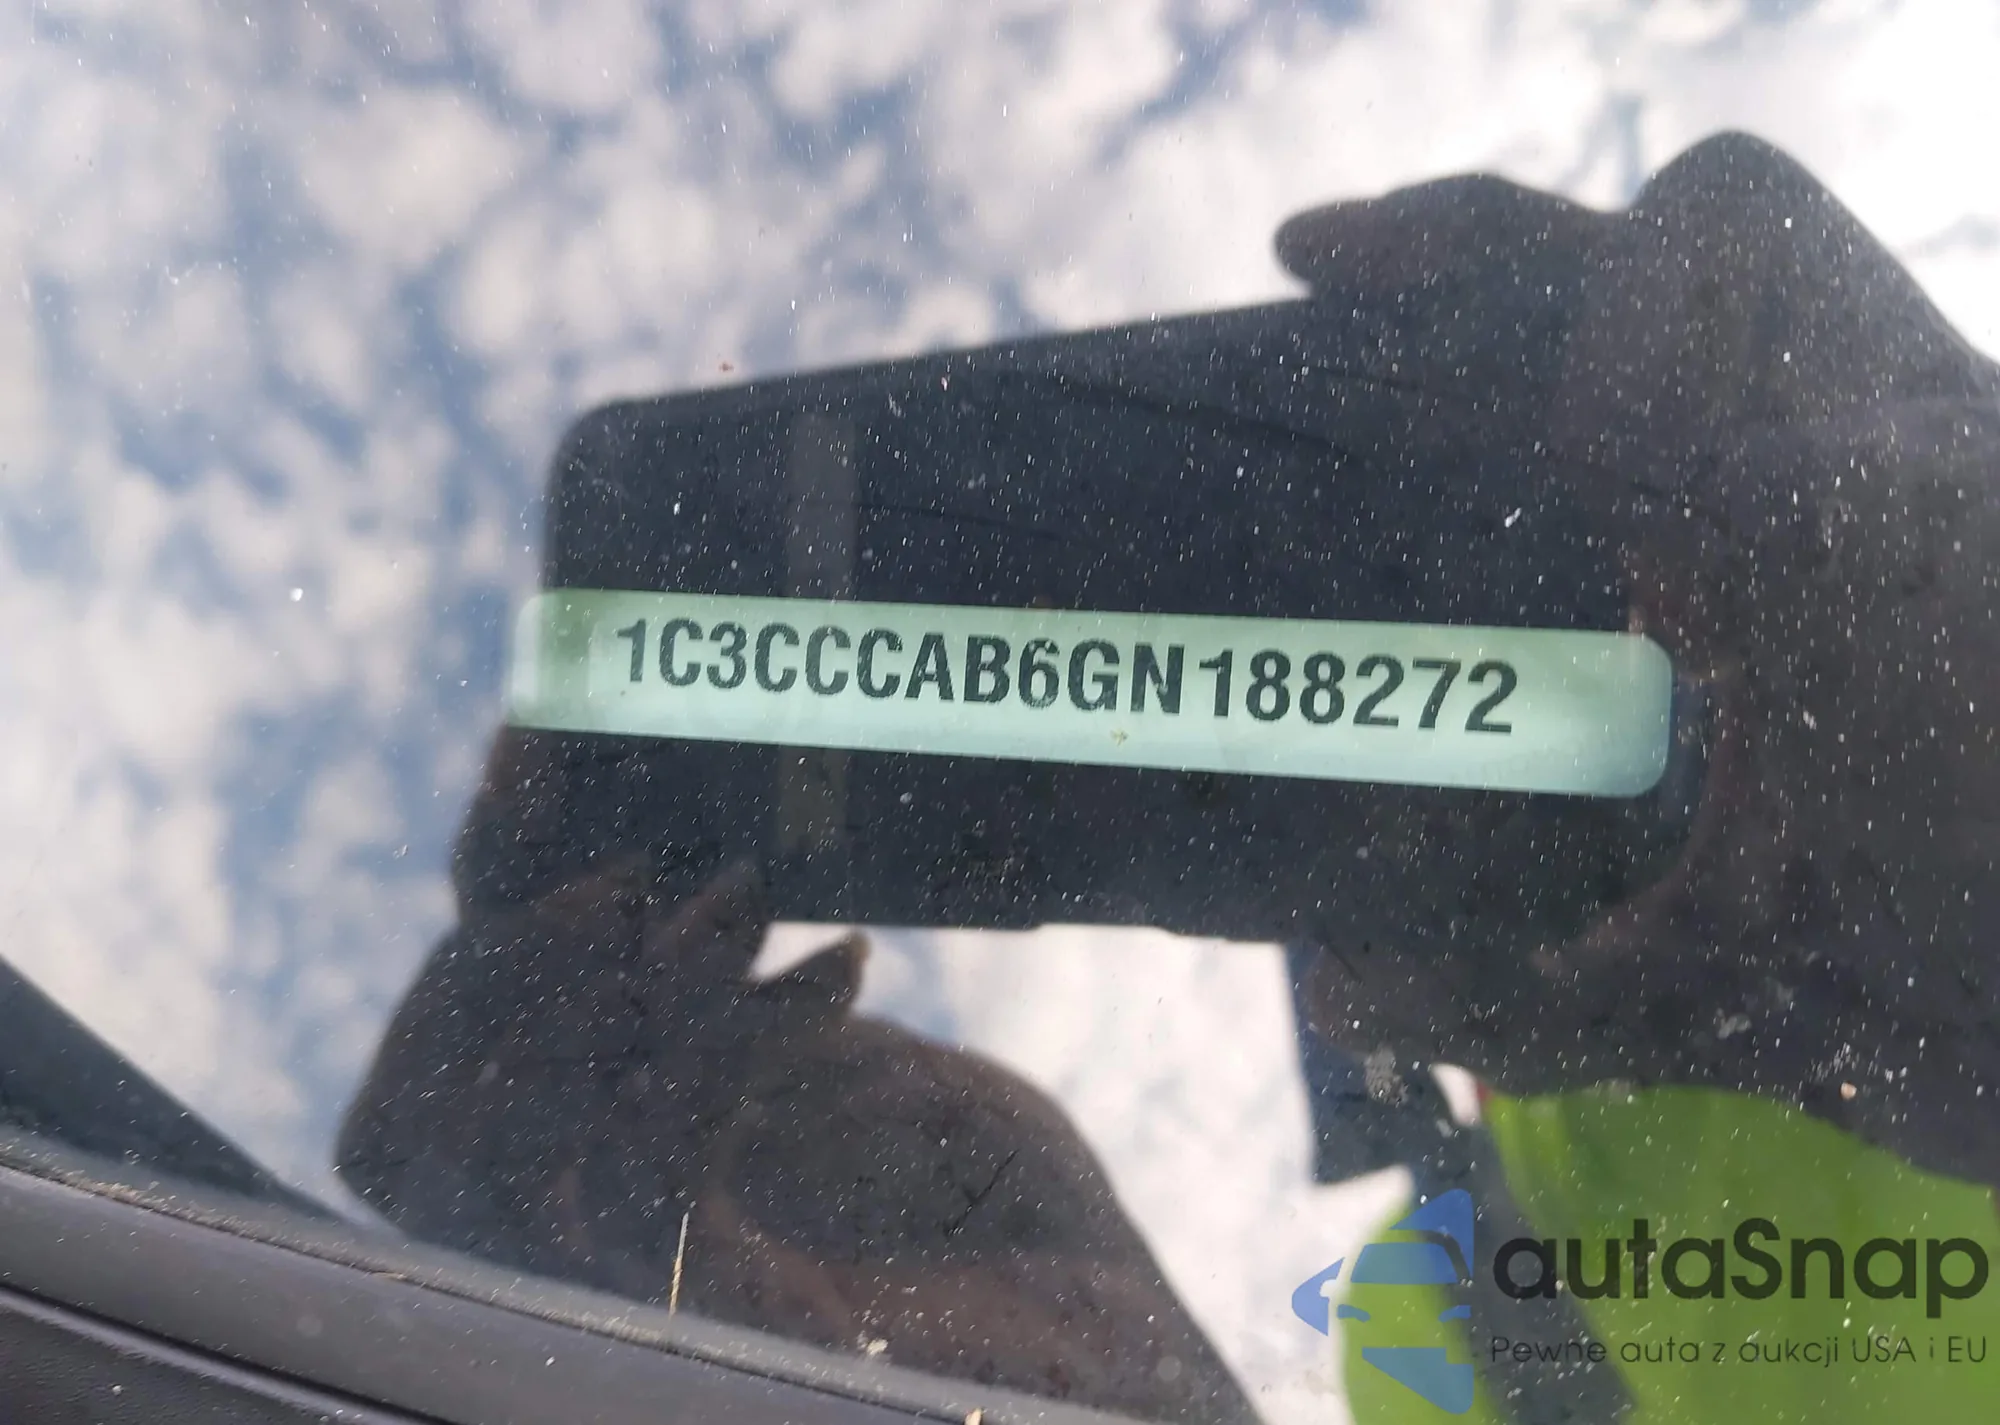 1C3CCCAB6GN188272
autaSnap
Pewne auta z aukcji USA i EU